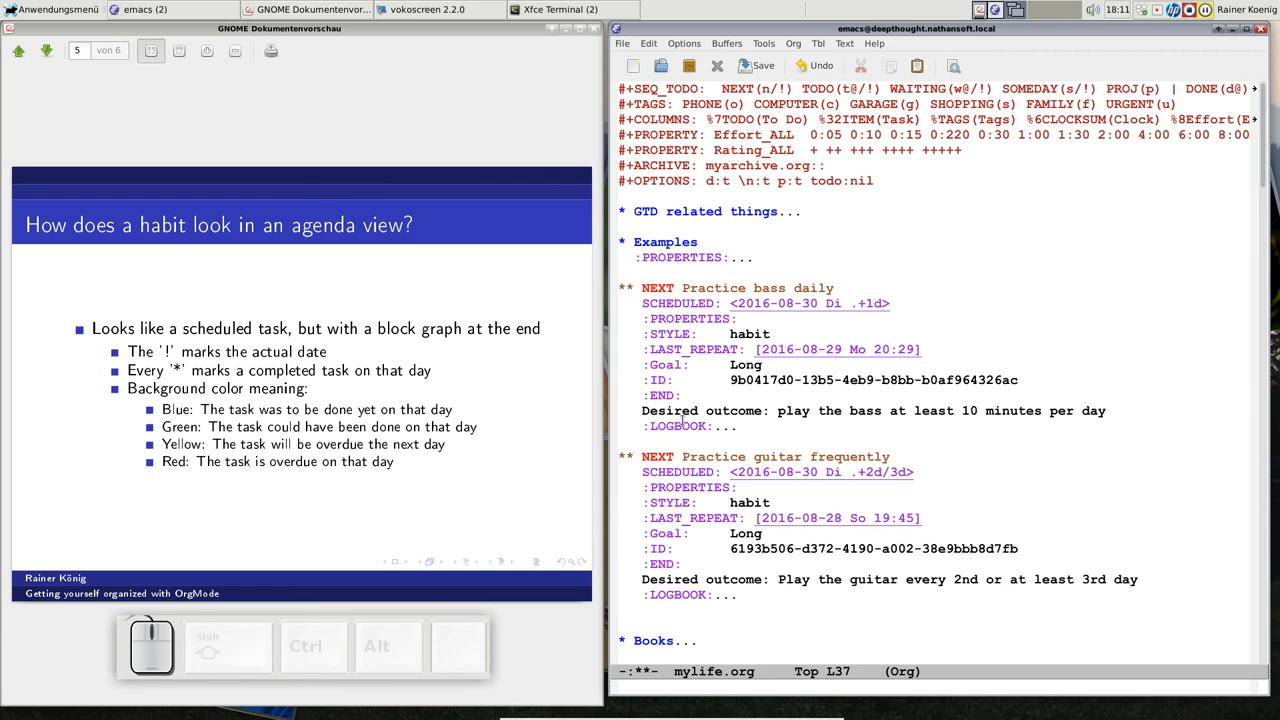 Anwendungsmenü
emacs (2)
GNOME Dokumentenvor...
vokoscreen 2.2.0
Xfce Terminal (2)
18:11
Rainer Koenig
GNOME Dokumentenvorschau
5 von 6
How does a habit look in an agenda view?
Looks like a scheduled task, but with a block graph at the end
The '!' marks the actual date
Every '*' marks a completed task on that day
Background color meaning:
Blue: The task was to be done yet on that day
Green: The task could have been done on that day
Yellow: The task will be overdue the next day
Red: The task is overdue on that day
Rainer König
Getting yourself organized with OrgMode
Shift
Ctrl
Alt
emacs@deepthought.nathansoft.local
File Edit Options Buffers Tools Org Tbl Text Help
Save
Undo
#+SEQ_TODO: NEXT(n/!) TODO(t@/!) WAITING(w@/!) SOMEDAY(s/!) PROJ(p) | DONE(d@)
#+TAGS: PHONE(o) COMPUTER(c) GARAGE(g) SHOPPING(s) FAMILY(f) URGENT(u)
#+COLUMNS: %7TODO(To Do) %32ITEM(Task) %TAGS(Tags) %6CLOCKSUM(Clock) %8Effort(E
#+PROPERTY: Effort_ALL 0:05 0:10 0:15 0:220 0:30 1:00 1:30 2:00 4:00 6:00 8:00
#+PROPERTY: Rating_ALL + ++ +++ ++++ +++++
#+ARCHIVE: myarchive.org::
#+OPTIONS: d:t \n:t p:t todo:nil
* GTD related things...
* Examples
:PROPERTIES:...
** NEXT Practice bass daily
SCHEDULED: <2016-08-30 Di .+1d>
:PROPERTIES:
:STYLE: habit
:LAST_REPEAT: [2016-08-29 Mo 20:29]
:Goal: Long
:ID: 9b0417d0-13b5-4eb9-b8bb-b0af964326ac
:END:
Desired outcome: play the bass at least 10 minutes per day
:LOGBOOK:...
** NEXT Practice guitar frequently
SCHEDULED: <2016-08-30 Di .+2d/3d>
:PROPERTIES:
:STYLE: habit
:LAST_REPEAT: [2016-08-28 So 19:45]
:Goal: Long
:ID: 6193b506-d372-4190-a002-38e9bbb8d7fb
:END:
Desired outcome: Play the guitar every 2nd or at least 3rd day
:LOGBOOK:...
* Books...
-:**- mylife.org Top L37 (Org)